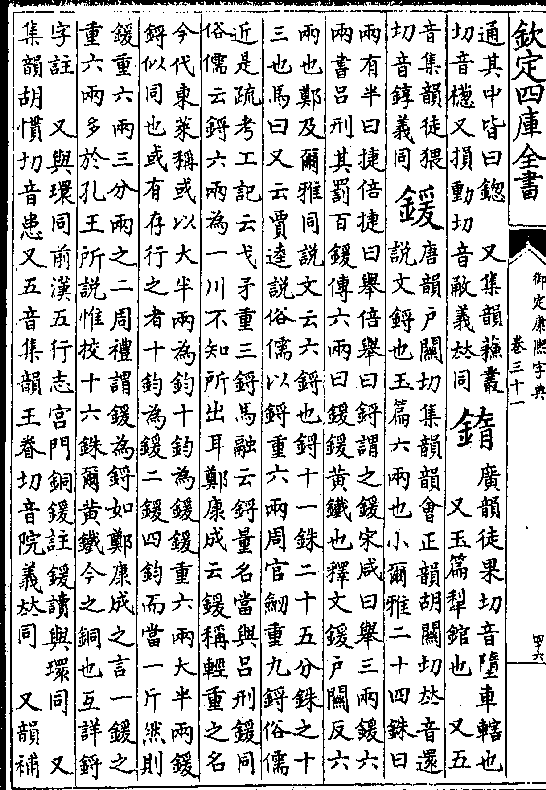 欽定四庫全書
御定康熙字典
卷三十一
四六
通其中皆曰鍯　又集韻䕺叢
切音䆫又損動切音敵義𠀤同　鐺　廣韻徒果切音墮車轄也
又玉篇犁錧也　又五
音集韻徒猥
切音錞義同　鍰　唐韻戶關切集韻韻會正韻胡關切𠀤音還
說文鋝也玉篇六兩也小爾雅二十四銖曰
兩有半曰捷倍捷曰舉倍舉曰鋝謂之鍰宋咸曰舉三兩鍰六
兩書呂刑其罰百鍰傳六兩曰鍰鍰黃鐵也釋文鍰戶關反六
兩也鄭及爾雅同說文云六鋝也鋝十一銖二十五分銖之十
三也馬曰又云賈逵說俗儒以鋝重六兩周官劒重九鋝俗儒
近是疏考工記云戈矛重三鋝馬融云鋝量名當與呂刑鍰同
俗儒云鋝六兩為一川不知所出耳鄭康成云鍰稱輕重之名
今代東萊稱或以大半兩為鈞十鈞為鍰鍰重六兩大半兩鍰
鋝似同也或有存行之者十鈞為鍰二鍰四鈞而當一斤然則
鍰重六兩三分兩之二周禮謂鍰為鋝如鄭康成之言一鍰之
重六兩多於孔王所說惟挍十六銖爾黃鐵今之銅也互詳鋝
字註　又與環同前漢五行志宮門銅鍰註鍰讀與環同　又
集韻胡慣切音患又五音集韻王眷切音院義𠀤同　又韻補